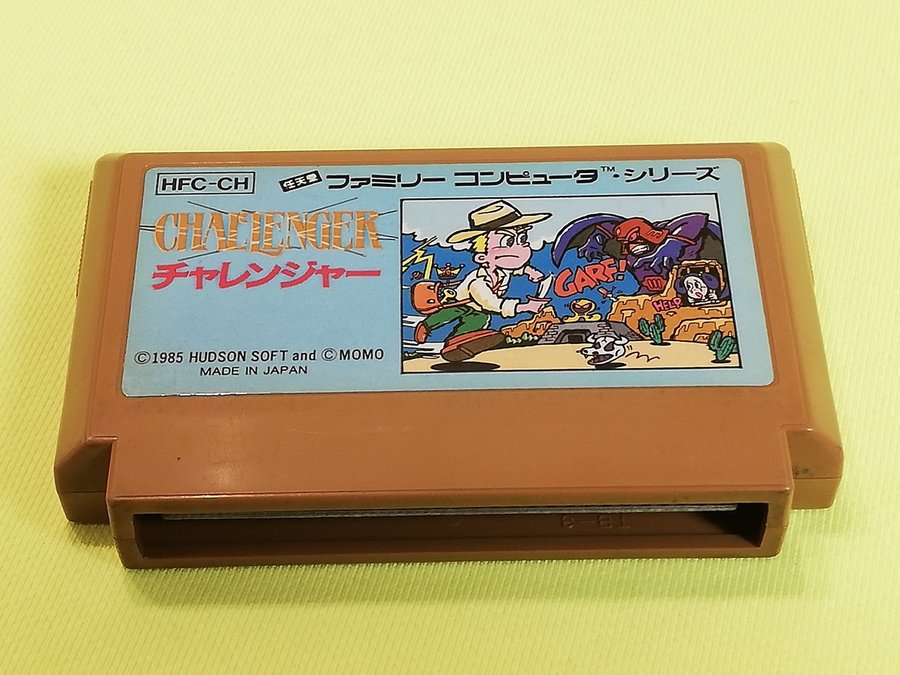 HFC-CH
任天堂 ファミリー コンピュータ™・シリーズ
CHALLENGER
チャレンジャー
GARF!
HELP
©1985 HUDSON SOFT and © MOMO
MADE IN JAPAN
TB-3